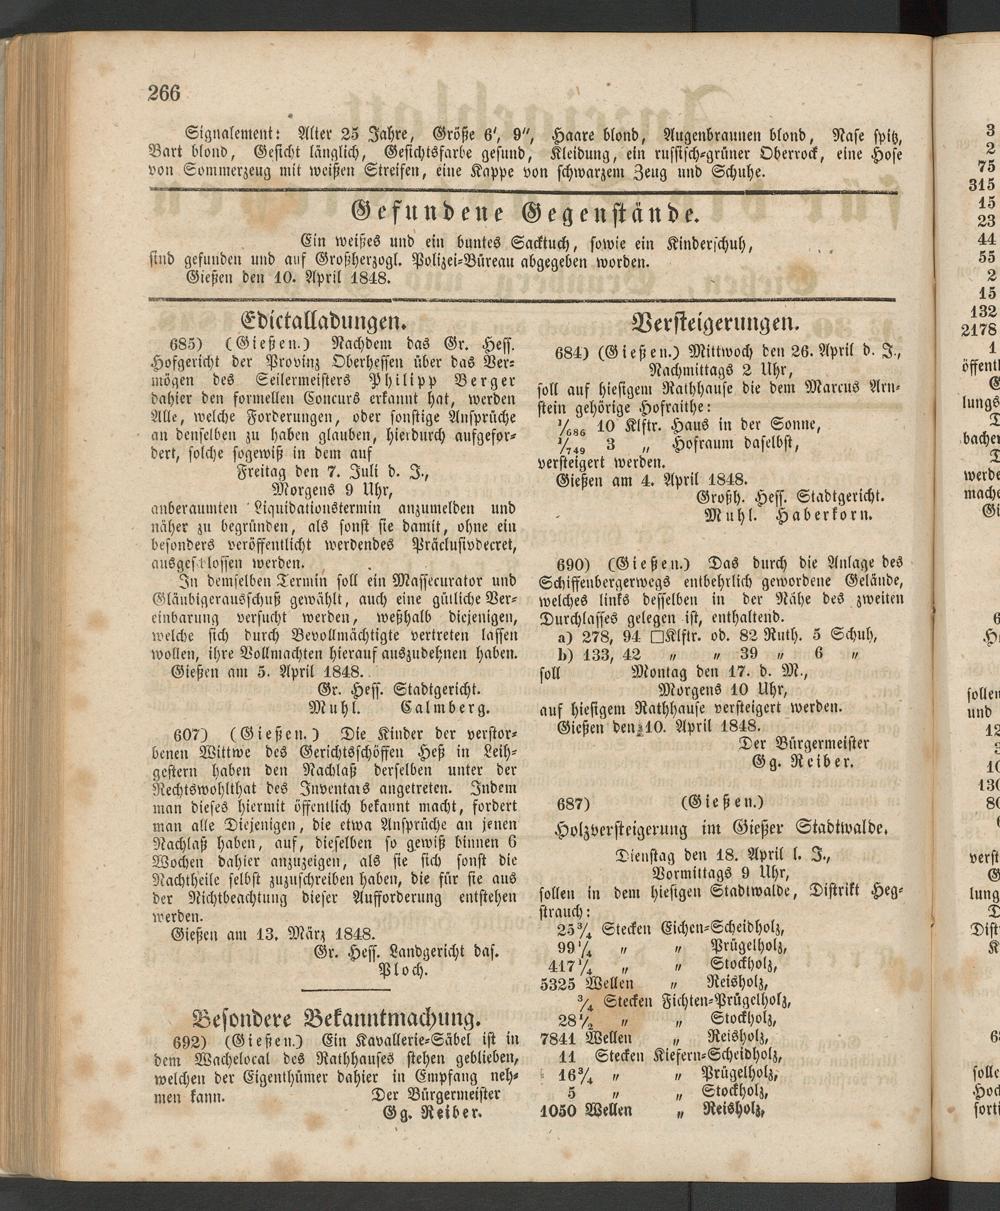 266
Signalement: Alter 25 Jahre, Größe 6', 9", Haare blond, Augenbraunen blond, Nase spitz,
Bart blond, Gesicht länglich, Gesichtsfarbe gesund, Kleidung, ein russisch-grüner Oberrock, eine Hose
von Sommerzeug mit weißen Streifen, eine Kappe von schwarzem Zeug und Schuhe.
Gefundene Gegenstände.
Ein weißes und ein buntes Sacktuch, sowie ein Kinderschuh,
sind gefunden und auf Großherzogl. Polizei-Büreau abgegeben worden.
Gießen den 10. April 1848.
Edictalladungen.
685) (Gießen.) Nachdem das Gr. Hess.
Hofgericht der Provinz Oberhessen über das Ver-
mögen des Seilermeisters Philipp Berger
dahier den formellen Concurs erkannt hat, werden
Alle, welche Forderungen, oder sonstige Ansprüche
an denselben zu haben glauben, hierdurch aufgefor-
dert, solche sogewiß in dem auf
Freitag den 7. Juli d. J.,
Morgens 9 Uhr,
anberaumten Liquidationstermin anzumelden und
näher zu begründen, als sonst sie damit, ohne ein
besonders veröffentlicht werdendes Präclusivdecret,
ausgeschlossen werden.
In demselben Termin soll ein Massecurator und
Gläubigerausschuß gewählt, auch eine gütliche Ver-
einbarung versucht werden, weßhalb diejenigen,
welche sich durch Bevollmächtigte vertreten lassen
wollen, ihre Vollmachten hierauf auszudehnen haben.
Gießen am 5. April 1848.
Gr. Hess. Stadtgericht.
Muhl. Calmberg.
607) (Gießen.) Die Kinder der verstor-
benen Wittwe des Gerichtsschöffen Heß in Leih-
gestern haben den Nachlaß derselben unter der
Rechtswohlthat des Inventars angetreten. Indem
man dieses hiermit öffentlich bekannt macht, fordert
man alle Diejenigen, die etwa Ansprüche an jenen
Nachlaß haben, auf, dieselben so gewiß binnen 6
Wochen dahier anzuzeigen, als sie sich sonst die
Nachtheile selbst zuzuschreiben haben, die für sie aus
der Nichtbeachtung dieser Aufforderung entstehen
werden.
Gießen am 13. März 1848.
Gr. Hess. Landgericht das.
Ploch.
Besondere Bekanntmachung.
692) (Gießen.) Ein Kavallerie-Säbel ist in
dem Wachelocal des Rathhauses stehen geblieben,
welchen der Eigenthümer dahier in Empfang neh-
men kann. Der Bürgermeister
Gg. Reiber.
Versteigerungen.
684) (Gießen.) Mittwoch den 26. April d. J.,
Nachmittags 2 Uhr,
soll auf hiesigem Rathhause die dem Marcus Arn-
stein gehörige Hofraithe:
1/686 10 Klftr. Haus in der Sonne,
1/749 3 " Hofraum daselbst,
versteigert werden.
Gießen am 4. April 1848.
Großh. Hess. Stadtgericht.
Muhl. Haberkorn.
690) (Gießen.) Das durch die Anlage des
Schiffenbergerwegs entbehrlich gewordene Gelände,
welches links desselben in der Nähe des zweiten
Durchlasses gelegen ist, enthaltend.
a) 278, 94 □Klftr. od. 82 Ruth. 5 Schuh,
b) 133, 42 " " 39 " 6 "
soll Montag den 17. d. M.,
Morgens 10 Uhr,
auf hiesigem Rathhause versteigert werden.
Gießen den 10. April 1848.
Der Bürgermeister
Gg. Reiber.
687) (Gießen.)
Holzversteigerung im Gießer Stadtwalde.
Dienstag den 18. April l. J.,
Vormittags 9 Uhr,
sollen in dem hiesigen Stadtwalde, Distrikt Heg-
strauch:
25 3/4 Stecken Eichen-Scheidholz,
99 1/4 " " Prügelholz,
417 1/4 " " Stockholz,
5325 Wellen " Reisholz,
3/4 Stecken Fichten-Prügelholz,
28 1/2 " " Stockholz,
7841 Wellen " Reisholz,
11 Stecken Kiefern-Scheidholz,
16 3/4 " " Prügelholz,
5 " " Stockholz,
1050 Wellen " Reisholz,
3
2
75
315
15
23
44
55
2
15
132
2178
1